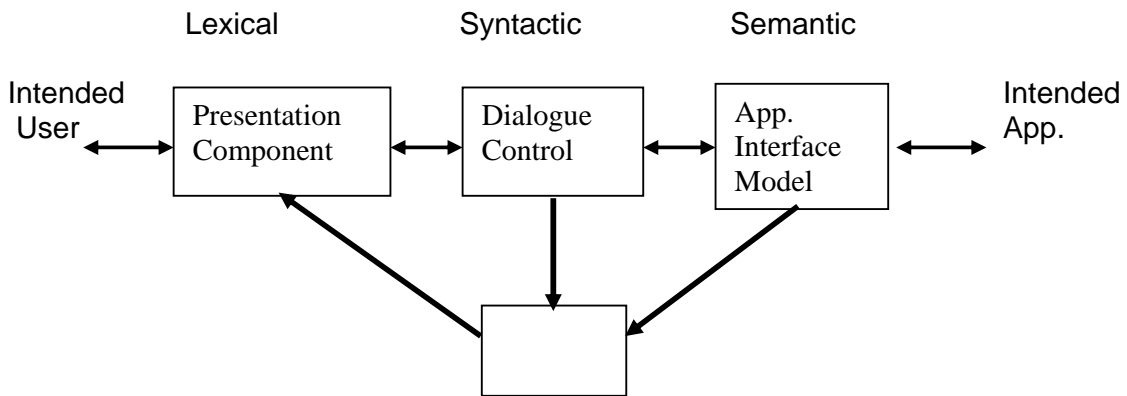 Lexical
Syntactic
Semantic
Intended
User
Presentation
Component
Dialogue
Control
App.
Interface
Model
Intended
App.